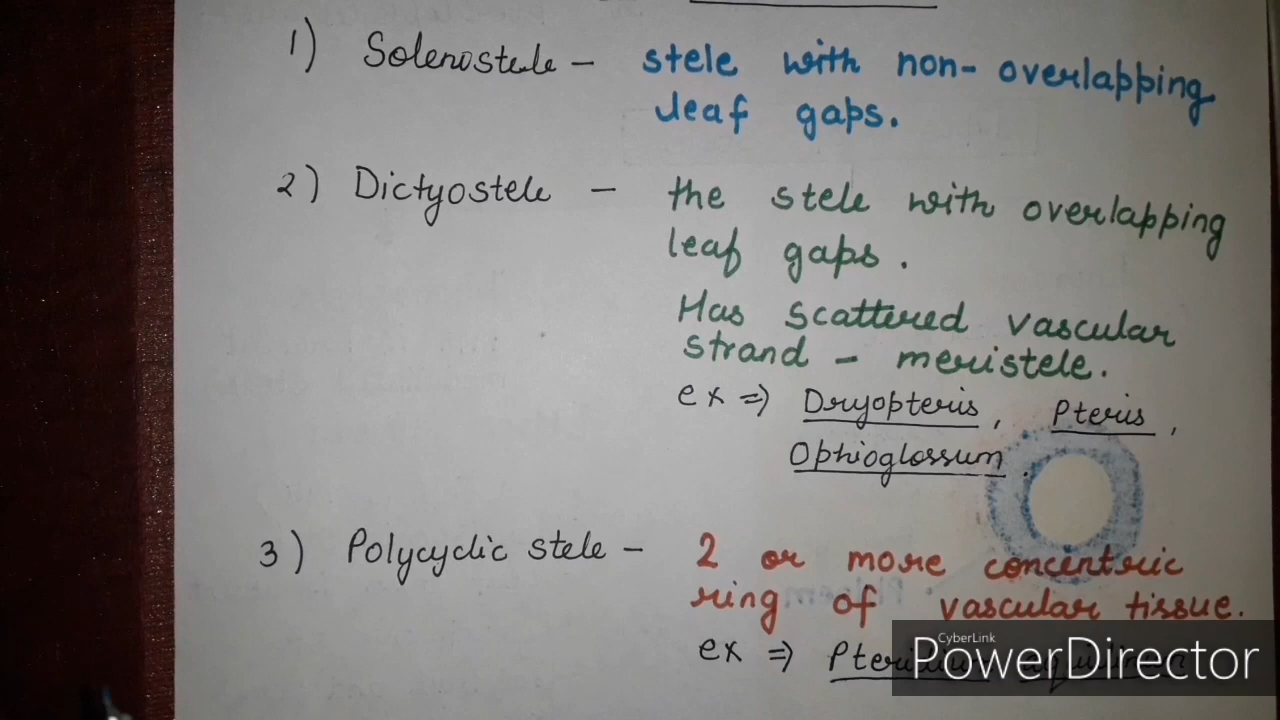 1) Solenostele - stele with non-overlapping
leaf gaps.
2) Dictyostele - the stele with overlapping
leaf gaps.
Has scattered vascular
strand - meristele.
ex => Dryopteris, Pteris,
Ophioglossum.
3) Polycyclic stele - 2 or more concentric
ring of vascular tissue.
ex =>
CyberLink
PowerDirector